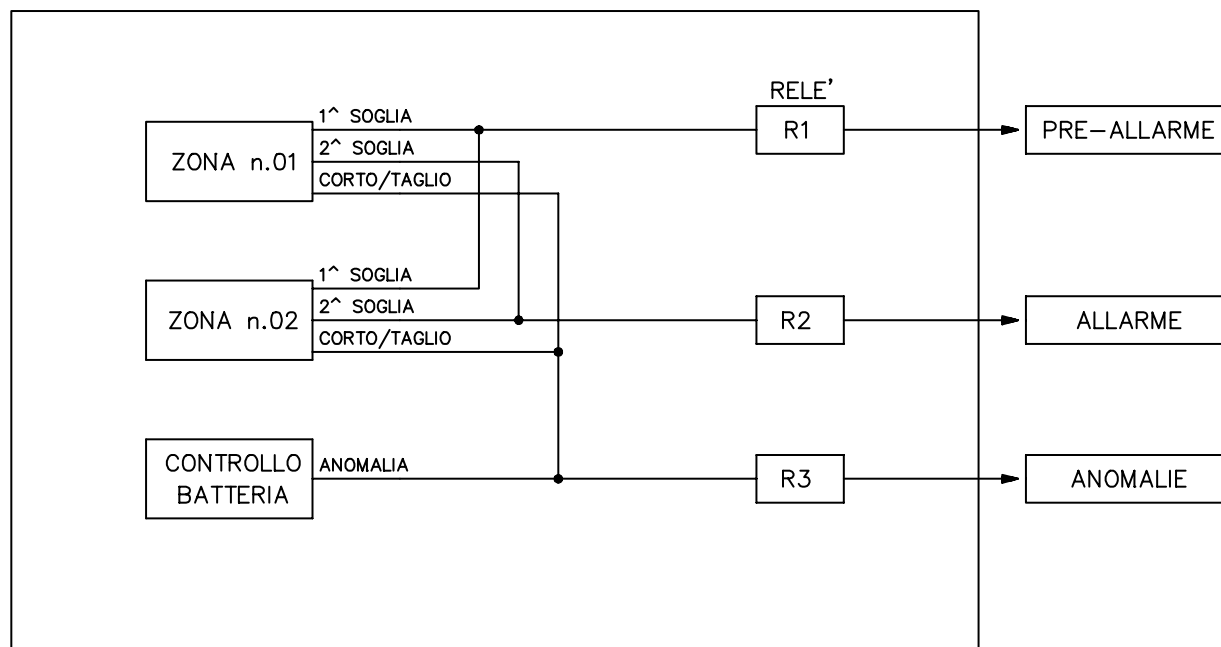 RELE'
1^ SOGLIA
R1
PRE-ALLARME
ZONA n.01
2^ SOGLIA
CORTO/TAGLIO
1^ SOGLIA
ZONA n.02
2^ SOGLIA
R2
ALLARME
CORTO/TAGLIO
CONTROLLO
BATTERIA
ANOMALIA
R3
ANOMALIE